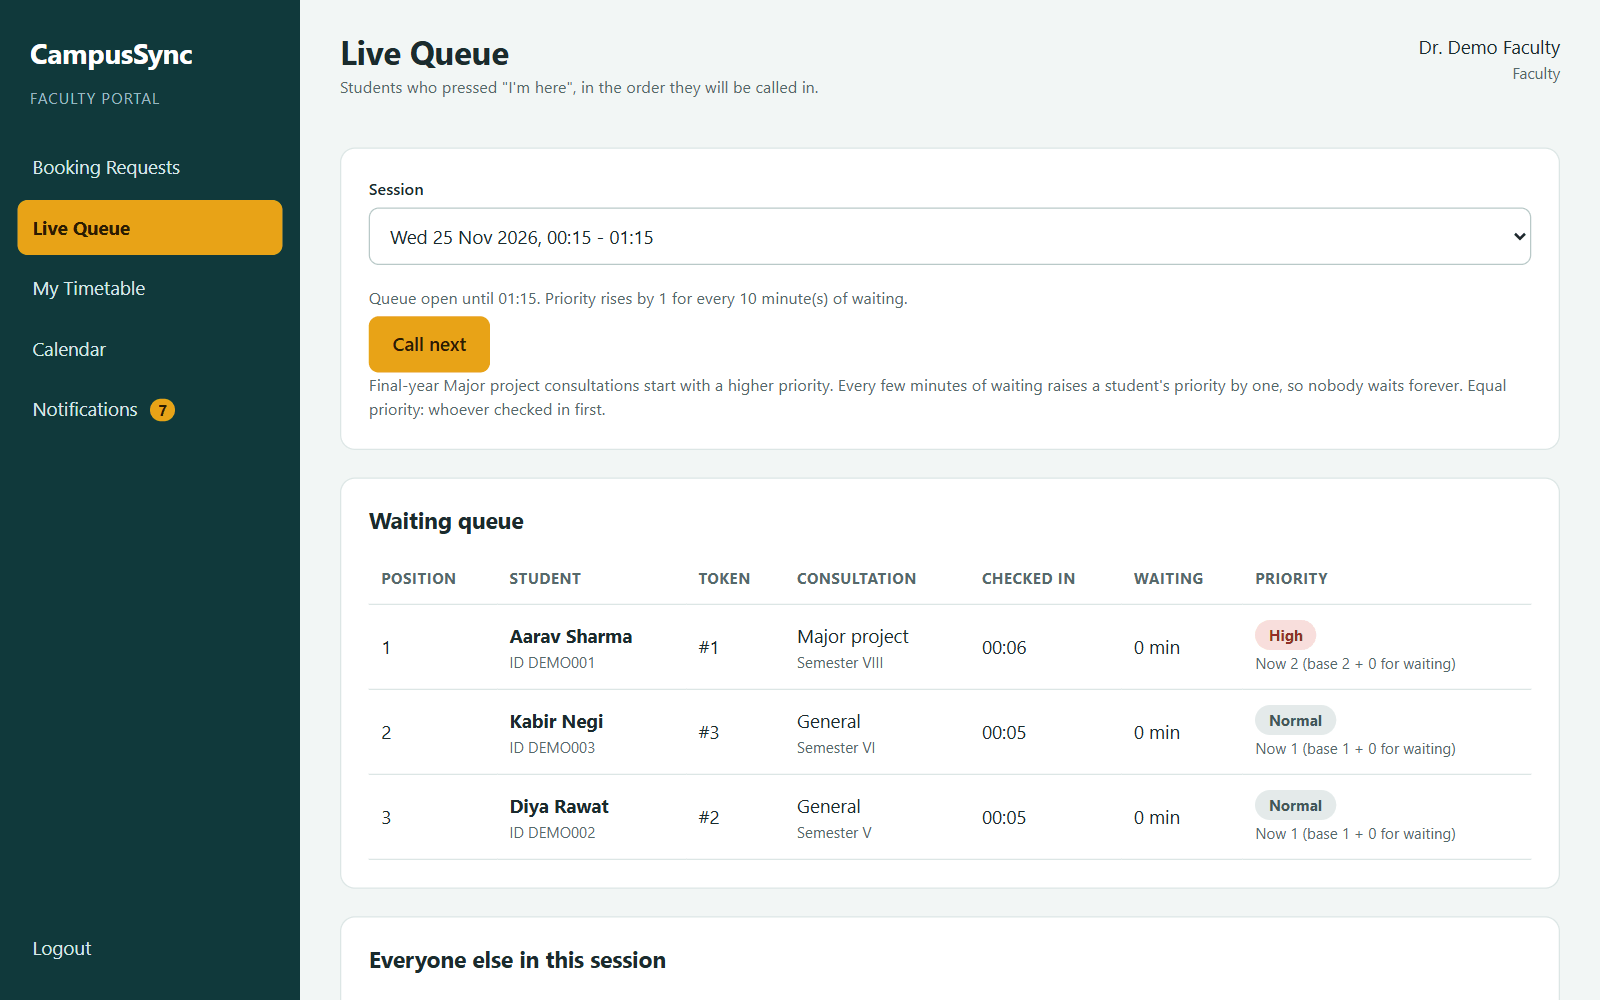 CampusSync
FACULTY PORTAL
Booking Requests
Live Queue
My Timetable
Calendar
Notifications 7
Logout
Live Queue
Students who pressed "I'm here", in the order they will be called in.
Dr. Demo Faculty
Faculty
Session
Wed 25 Nov 2026, 00:15 - 01:15
Queue open until 01:15. Priority rises by 1 for every 10 minute(s) of waiting.
Call next
Final-year Major project consultations start with a higher priority. Every few minutes of waiting raises a student's priority by one, so nobody waits forever. Equal
priority: whoever checked in first.
Waiting queue
POSITION STUDENT TOKEN CONSULTATION CHECKED IN WAITING PRIORITY
1 Aarav Sharma #1 Major project 00:06 0 min High
ID DEMO001 Semester VIII Now 2 (base 2 + 0 for waiting)
2 Kabir Negi #3 General 00:05 0 min Normal
ID DEMO003 Semester VI Now 1 (base 1 + 0 for waiting)
3 Diya Rawat #2 General 00:05 0 min Normal
ID DEMO002 Semester V Now 1 (base 1 + 0 for waiting)
Everyone else in this session